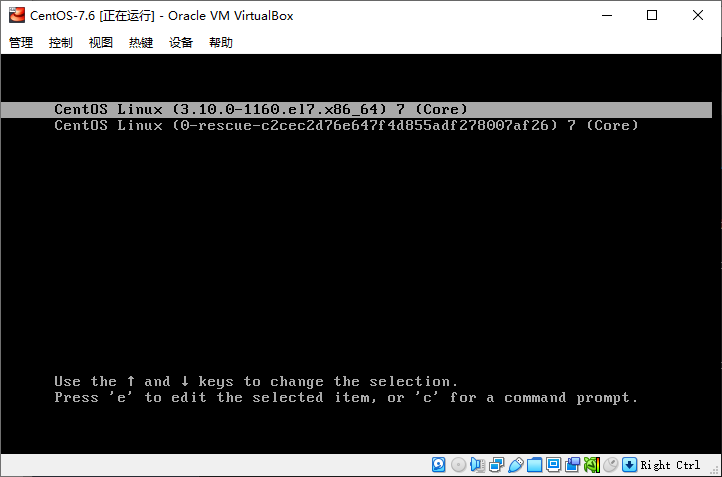 CentOS-7.6 [正在运行] - Oracle VM VirtualBox
管理 控制 视图 热键 设备 帮助
CentOS Linux (3.10.0-1160.el7.x86_64) 7 (Core)
CentOS Linux (0-rescue-c2cec2d76e647f4d855adf278007af26) 7 (Core)
Use the ↑ and ↓ keys to change the selection.
Press 'e' to edit the selected item, or 'c' for a command prompt.
Right Ctrl